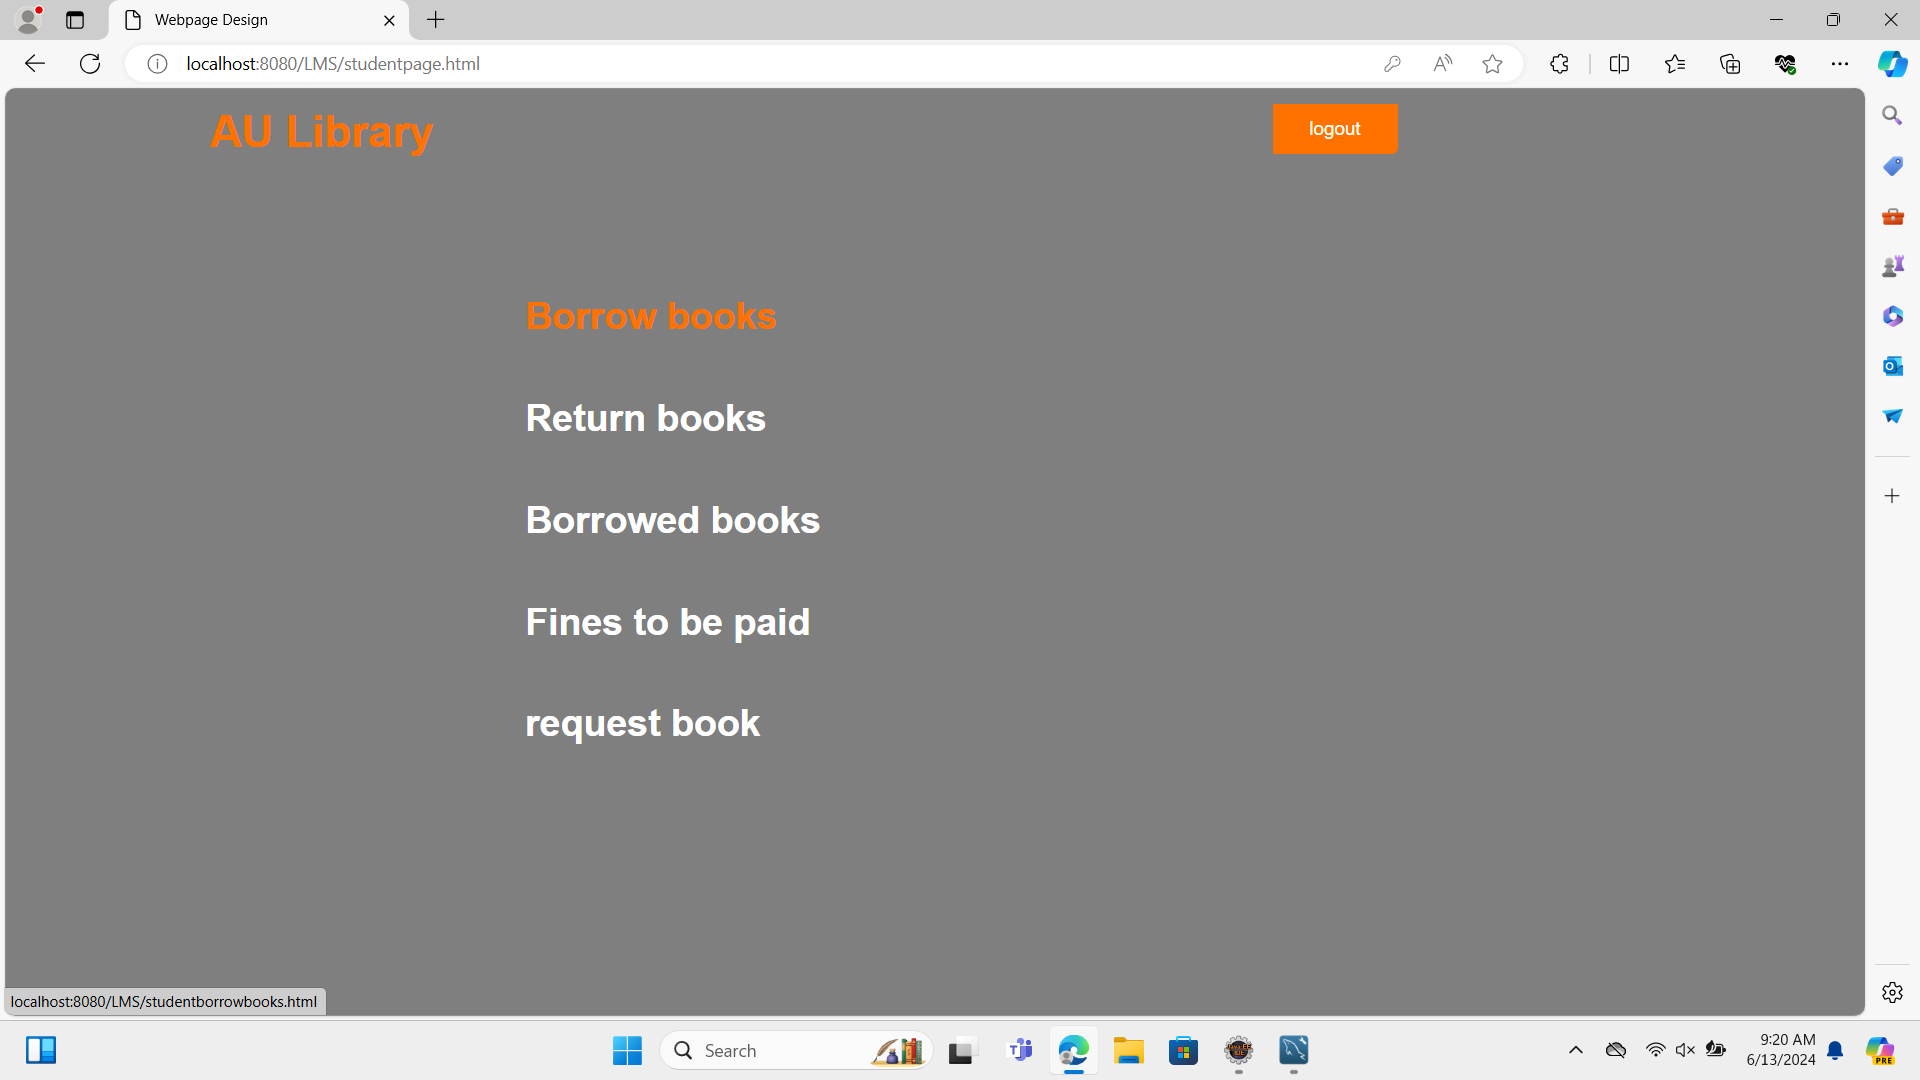 Webpage Design
localhost:8080/LMS/studentpage.html
AU Library
logout
Borrow books
Return books
Borrowed books
Fines to be paid
request book
localhost:8080/LMS/studentborrowbooks.html
Search
9:20 AM
6/13/2024
PRE